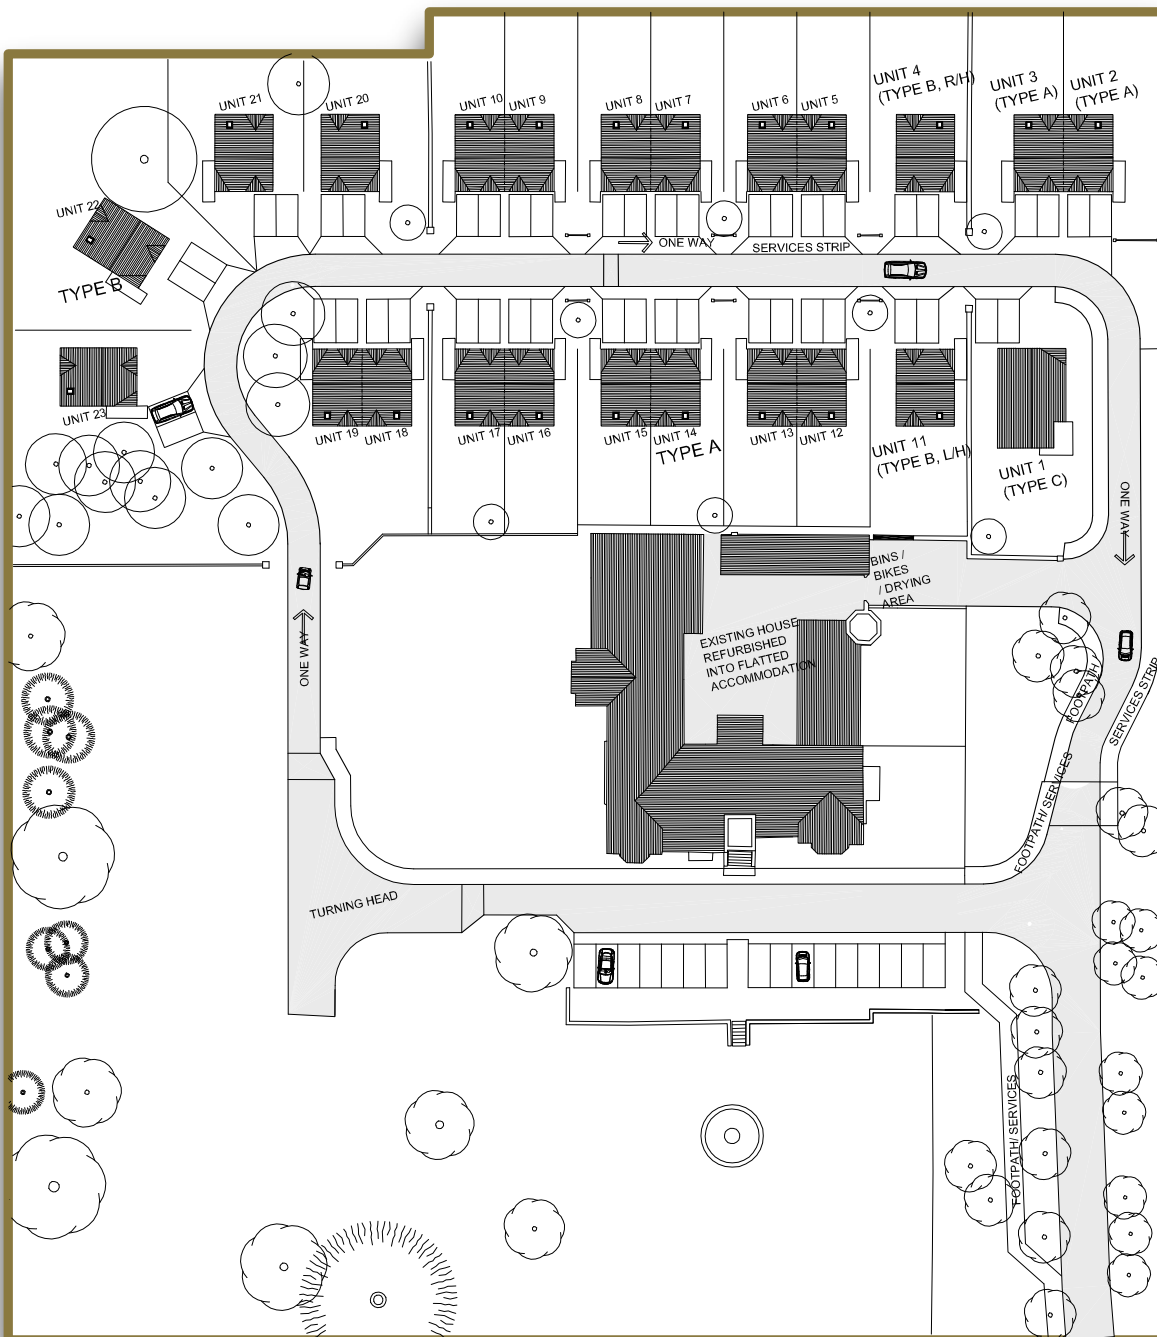 UNIT 21
UNIT 20
UNIT 10
UNIT 9
UNIT 8
UNIT 7
UNIT 6
UNIT 5
UNIT 4
(TYPE B, R/H)
UNIT 3
(TYPE A)
UNIT 2
(TYPE A)
UNIT 22
TYPE B
ONE WAY
SERVICES STRIP
UNIT 23
UNIT 19
UNIT 18
UNIT 17
UNIT 16
UNIT 15
UNIT 14
TYPE A
UNIT 13
UNIT 12
UNIT 11
(TYPE B, L/H)
UNIT 1
(TYPE C)
ONE WAY
BINS /
BIKES
/ DRYING
AREA
EXISTING HOUSE
REFURBISHED
INTO FLATTED
ACCOMMODATION
ONE WAY
FOOTPATH
SERVICES STRIP
FOOTPATH/ SERVICES
TURNING HEAD
FOOTPATH/ SERVICES